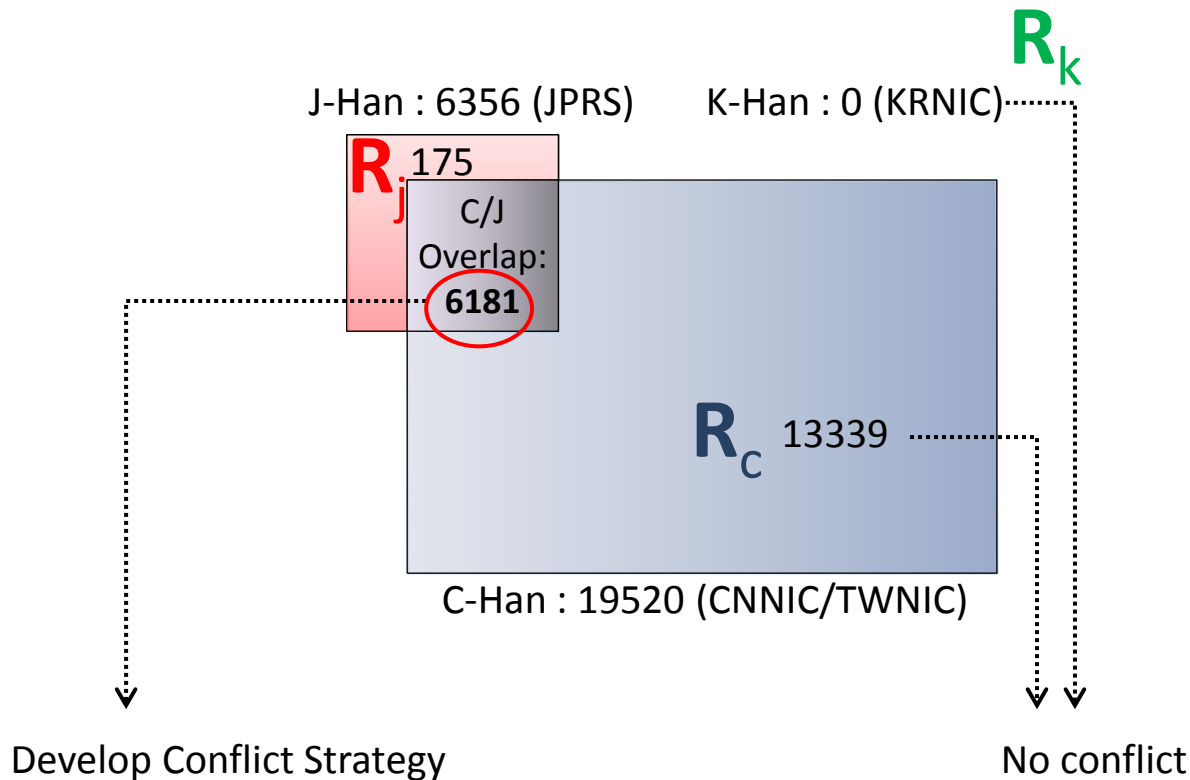 Rk
J-Han : 6356 (JPRS)
K-Han : 0 (KRNIC)
Rj
175
C/J
Overlap:
6181
Rc
13339
C-Han : 19520 (CNNIC/TWNIC)
Develop Conflict Strategy
No conflict